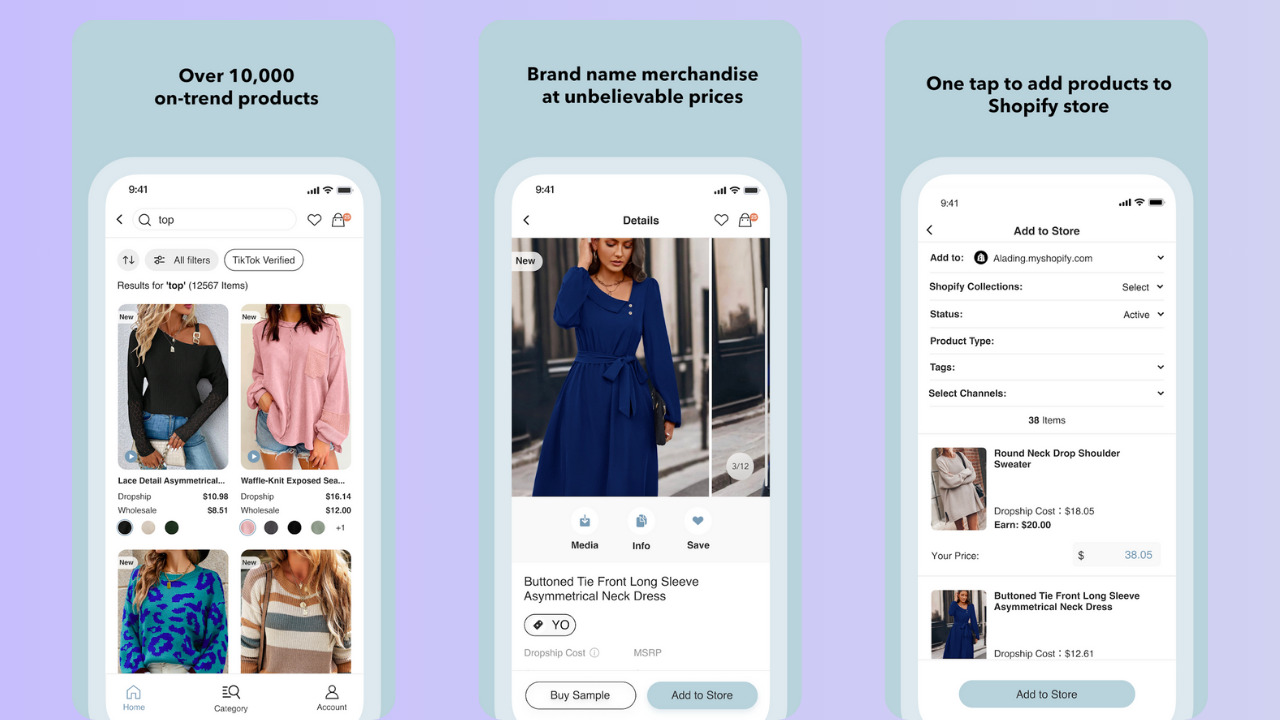 Over 10,000
on-trend products
9:41
top
All filters
TikTok Verified
Results for 'top' (12567 Items)
New
New
Lace Detail Asymmetrical...
Waffle-Knit Exposed Sea...
Dropship $10.98
Dropship $16.14
Wholesale $8.51
Wholesale $12.00
+1
New
New
Home
Category
Account
Brand name merchandise
at unbelievable prices
9:41
Details
New
3/12
Media
Info
Save
Buttoned Tie Front Long Sleeve
Asymmetrical Neck Dress
YO
Dropship Cost
MSRP
Buy Sample
Add to Store
One tap to add products to
Shopify store
9:41
Add to Store
Add to: Alading.myshopify.com
Shopify Collections: Select
Status: Active
Product Type:
Tags:
Select Channels:
38 Items
Round Neck Drop Shoulder
Sweater
Dropship Cost : $18.05
Earn: $20.00
Your Price: $ 38.05
Buttoned Tie Front Long Sleeve
Asymmetrical Neck Dress
Dropship Cost : $12.61
Add to Store